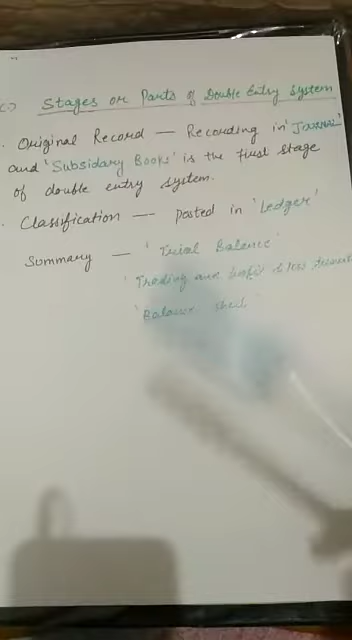 Stages or Parts of Double Entry System
. Original Record — Recording in 'Journal'
and 'Subsidary Books' is the first stage
of double entry system.
. Classification — posted in 'Ledger'
Summary — 'Trial Balance'
'Trading and profit & loss account
'Balance sheet'